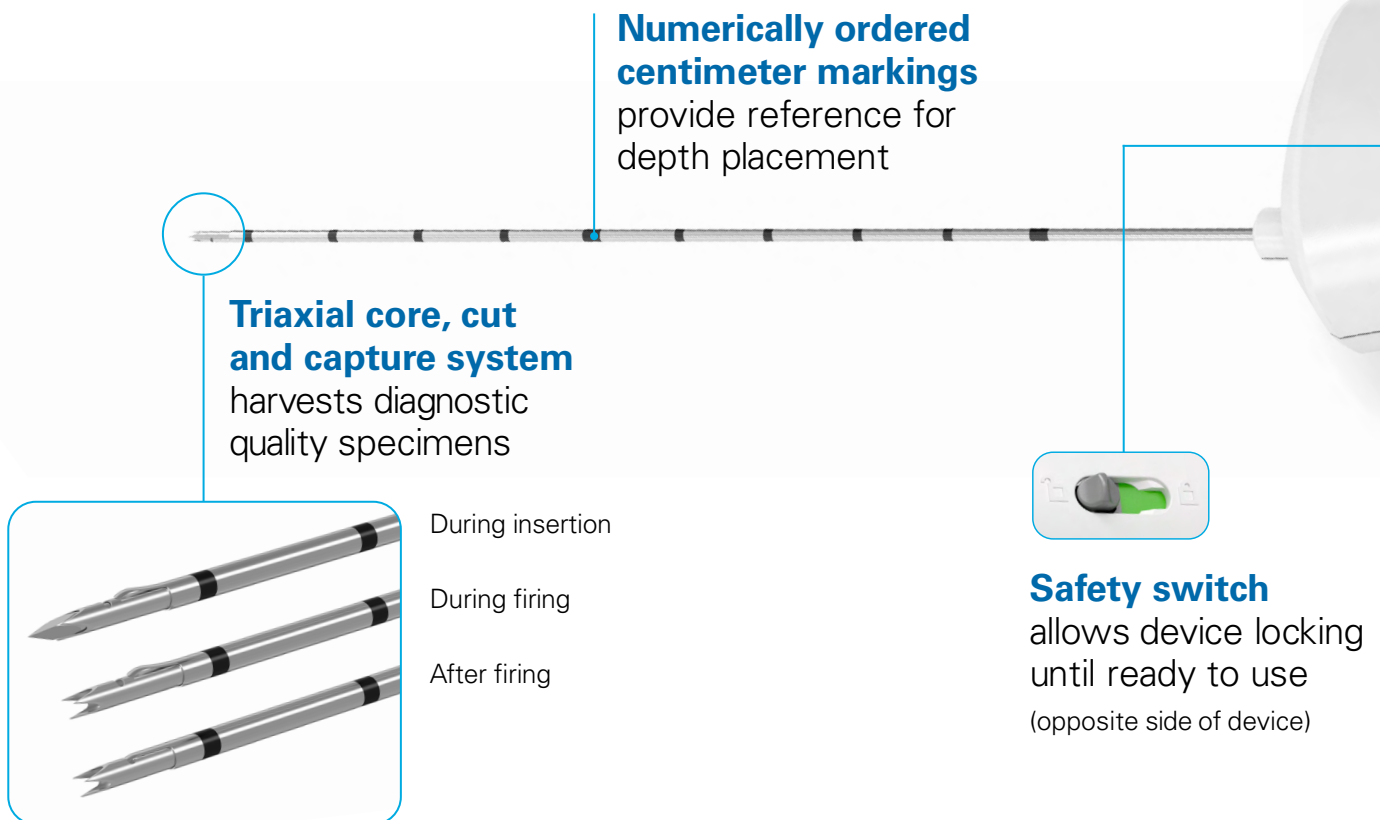 Numerically ordered
centimeter markings
provide reference for
depth placement
Triaxial core, cut
and capture system
harvests diagnostic
quality specimens
During insertion
During firing
After firing
Safety switch
allows device locking
until ready to use
(opposite side of device)